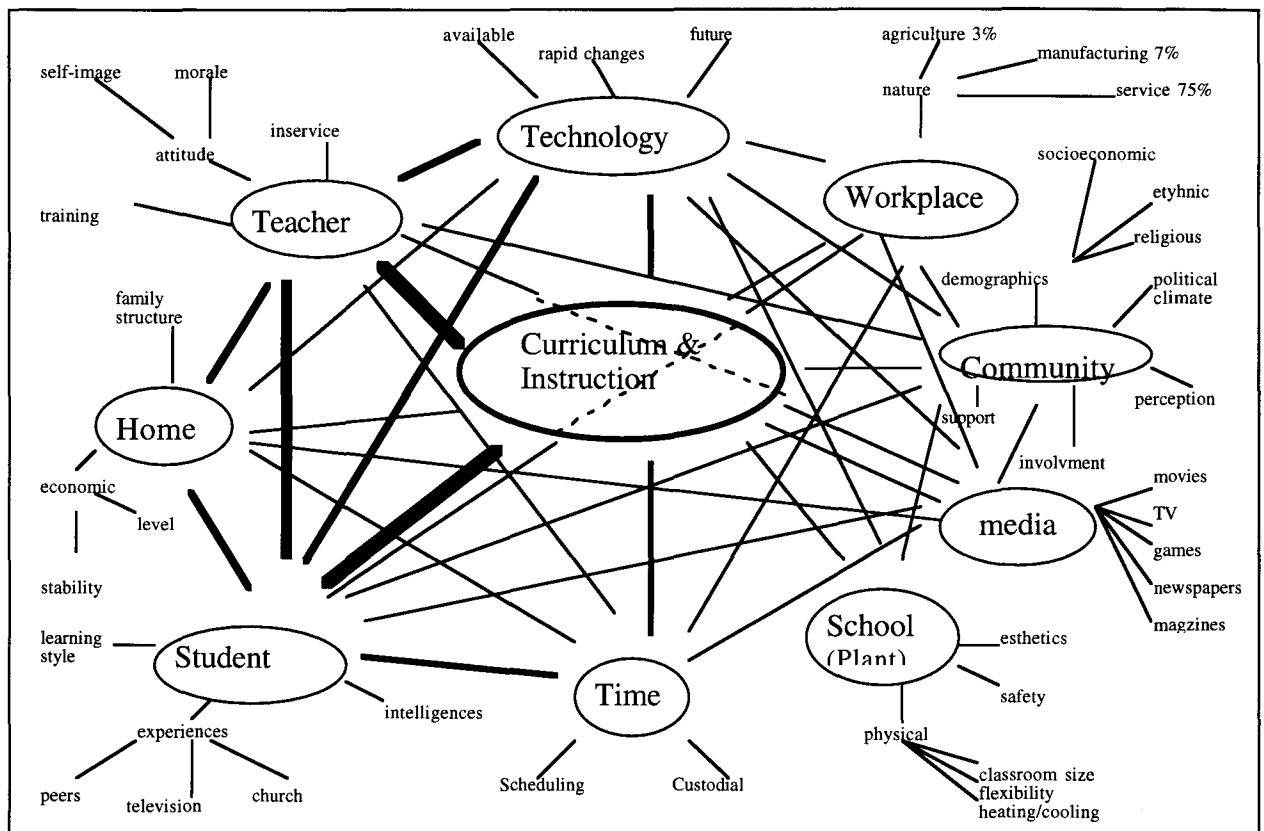 available
future
agriculture 3%
rapid changes
manufacturing 7%
self-image
morale
nature
service 75%
inservice
Technology
attitude
socioeconomic
Workplace
etyhnic
training
Teacher
religious
demographics
political
climate
family
structure
Curriculum &
Instruction
Community
perception
support
Home
involvment
economic
movies
level
TV
media
games
stability
newspapers
magzines
learning
style
Student
School
(Plant)
esthetics
Time
safety
intelligences
experiences
physical
Scheduling
Custodial
peers
television
church
classroom size
flexibility
heating/cooling